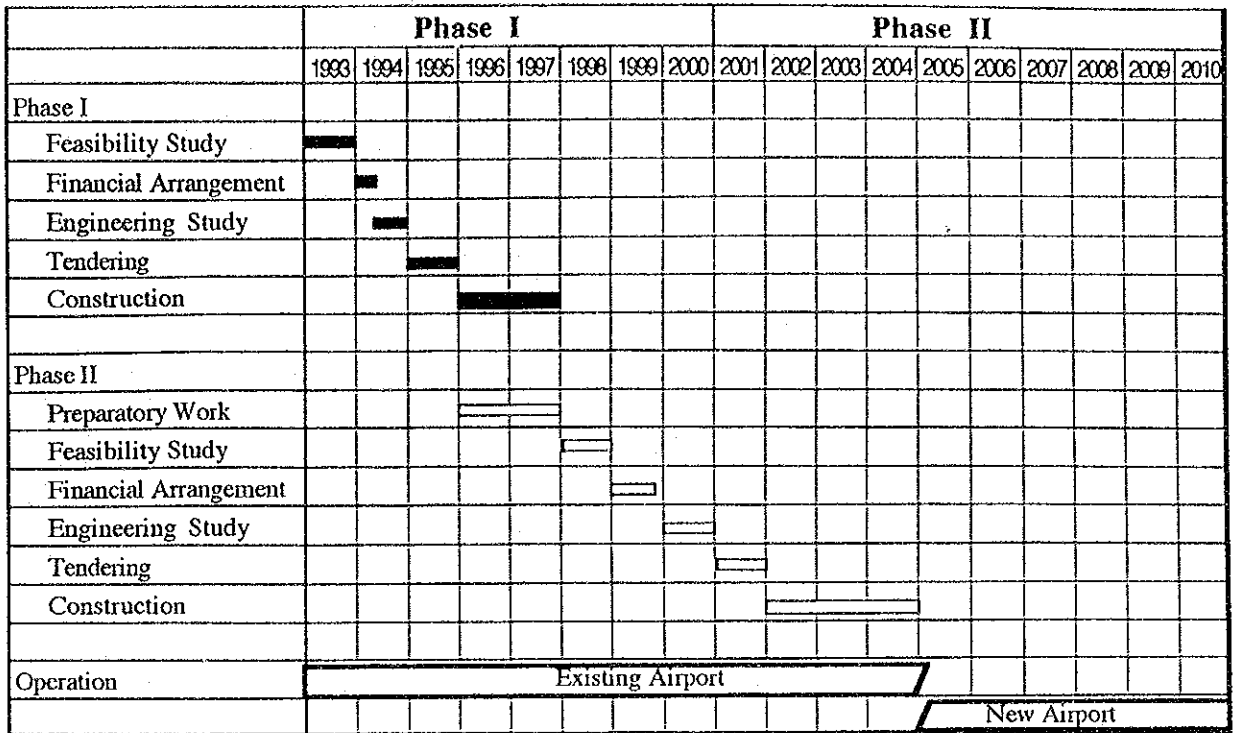 Phase I Phase II
1993 1994 1995 1996 1997 1998 1999 2000 2001 2002 2003 2004 2005 2006 2007 2008 2009 2010
Phase I
Feasibility Study
Financial Arrangement
Engineering Study
Tendering
Construction
Phase II
Preparatory Work
Feasibility Study
Financial Arrangement
Engineering Study
Tendering
Construction
Operation Existing Airport
New Airport